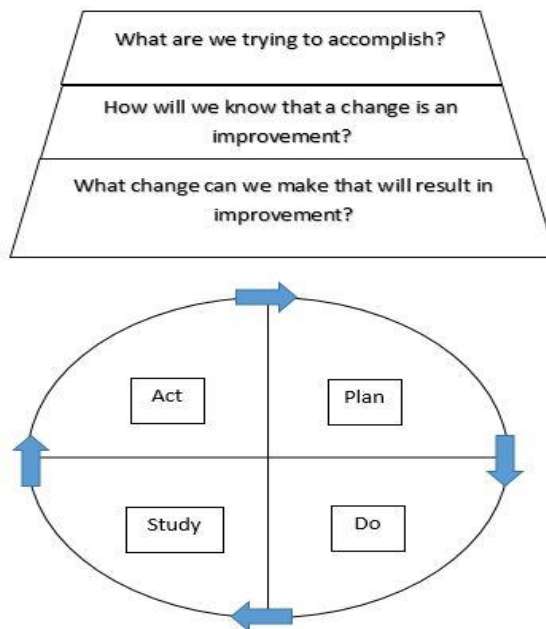 What are we trying to accomplish?
How will we know that a change is an
improvement?
What change can we make that will result in
improvement?
Act
Plan
Study
Do